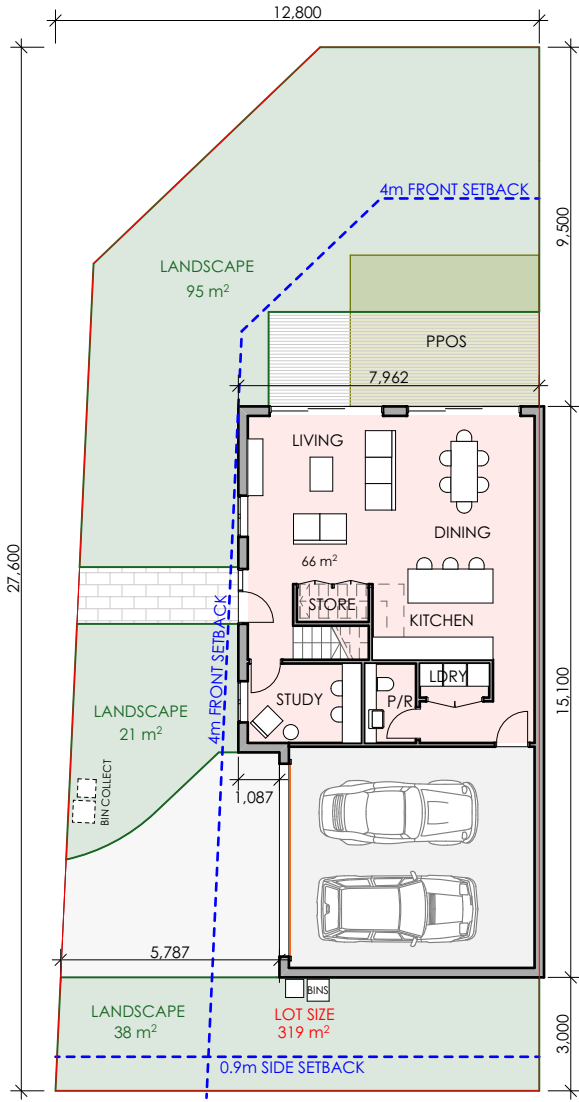 12,800
4m FRONT SETBACK
9,500
LANDSCAPE
95 m²
PPOS
7,962
LIVING
DINING
66 m²
27,600
STORE
KITCHEN
4m FRONT SETBACK
LDRY
STUDY
P/R
15,100
LANDSCAPE
21 m²
BIN COLLECT
1,087
5,787
BINS
LANDSCAPE
38 m²
LOT SIZE
319 m²
3,000
0.9m SIDE SETBACK